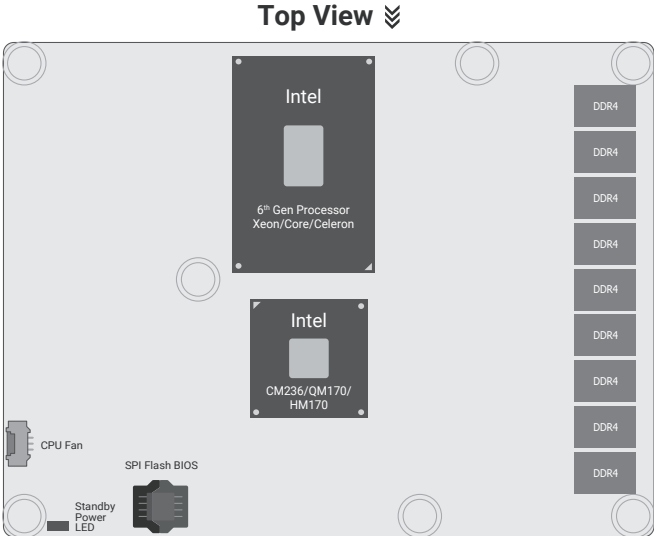 Top View
Intel
6th Gen Processor
Xeon/Core/Celeron
Intel
CM236/QM170/
HM170
DDR4
DDR4
DDR4
DDR4
DDR4
DDR4
DDR4
DDR4
DDR4
CPU Fan
SPI Flash BIOS
Standby
Power
LED